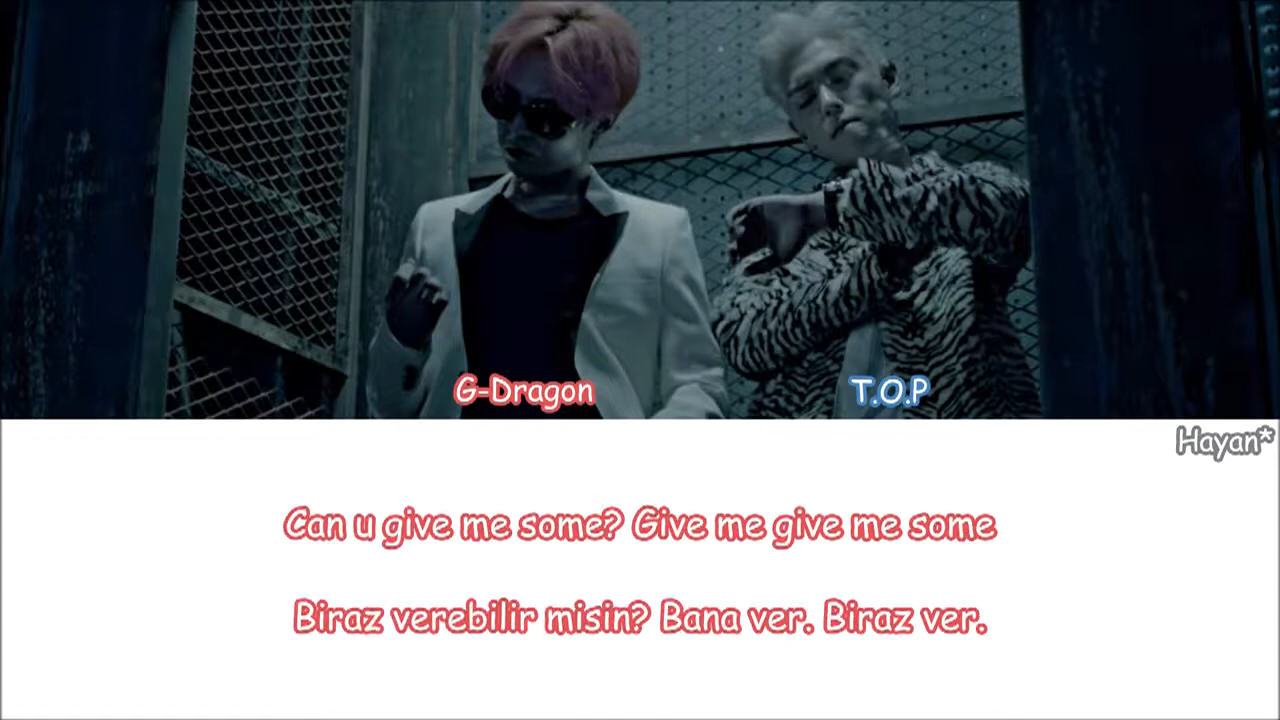 G-Dragon
T.O.P
Hayan*
Can u give me some? Give me give me some
Biraz verebilir misin? Bana ver. Biraz ver.